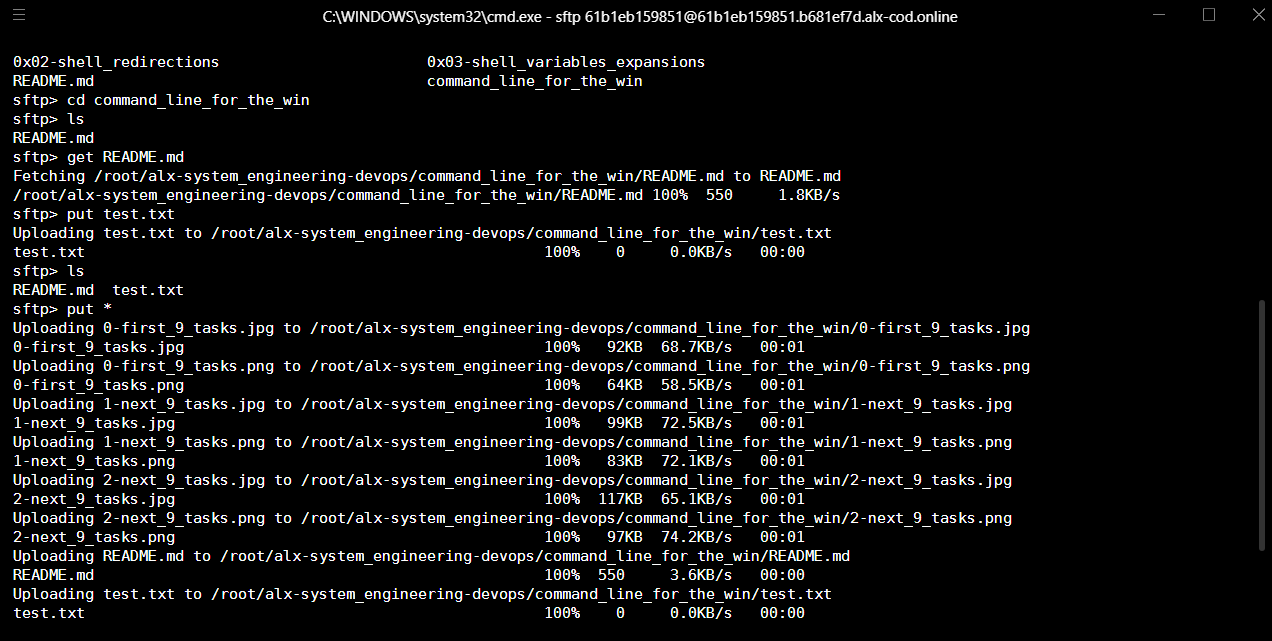 C:\WINDOWS\system32\cmd.exe - sftp 61b1eb159851@61b1eb159851.b681ef7d.alx-cod.online
0x02-shell_redirections 0x03-shell_variables_expansions
README.md command_line_for_the_win
sftp> cd command_line_for_the_win
sftp> ls
README.md
sftp> get README.md
Fetching /root/alx-system_engineering-devops/command_line_for_the_win/README.md to README.md
/root/alx-system_engineering-devops/command_line_for_the_win/README.md 100% 550 1.8KB/s
sftp> put test.txt
Uploading test.txt to /root/alx-system_engineering-devops/command_line_for_the_win/test.txt
test.txt 100% 0 0.0KB/s 00:00
sftp> ls
README.md test.txt
sftp> put *
Uploading 0-first_9_tasks.jpg to /root/alx-system_engineering-devops/command_line_for_the_win/0-first_9_tasks.jpg
0-first_9_tasks.jpg 100% 92KB 68.7KB/s 00:01
Uploading 0-first_9_tasks.png to /root/alx-system_engineering-devops/command_line_for_the_win/0-first_9_tasks.png
0-first_9_tasks.png 100% 64KB 58.5KB/s 00:01
Uploading 1-next_9_tasks.jpg to /root/alx-system_engineering-devops/command_line_for_the_win/1-next_9_tasks.jpg
1-next_9_tasks.jpg 100% 99KB 72.5KB/s 00:01
Uploading 1-next_9_tasks.png to /root/alx-system_engineering-devops/command_line_for_the_win/1-next_9_tasks.png
1-next_9_tasks.png 100% 83KB 72.1KB/s 00:01
Uploading 2-next_9_tasks.jpg to /root/alx-system_engineering-devops/command_line_for_the_win/2-next_9_tasks.jpg
2-next_9_tasks.jpg 100% 117KB 65.1KB/s 00:01
Uploading 2-next_9_tasks.png to /root/alx-system_engineering-devops/command_line_for_the_win/2-next_9_tasks.png
2-next_9_tasks.png 100% 97KB 74.2KB/s 00:01
Uploading README.md to /root/alx-system_engineering-devops/command_line_for_the_win/README.md
README.md 100% 550 3.6KB/s 00:00
Uploading test.txt to /root/alx-system_engineering-devops/command_line_for_the_win/test.txt
test.txt 100% 0 0.0KB/s 00:00